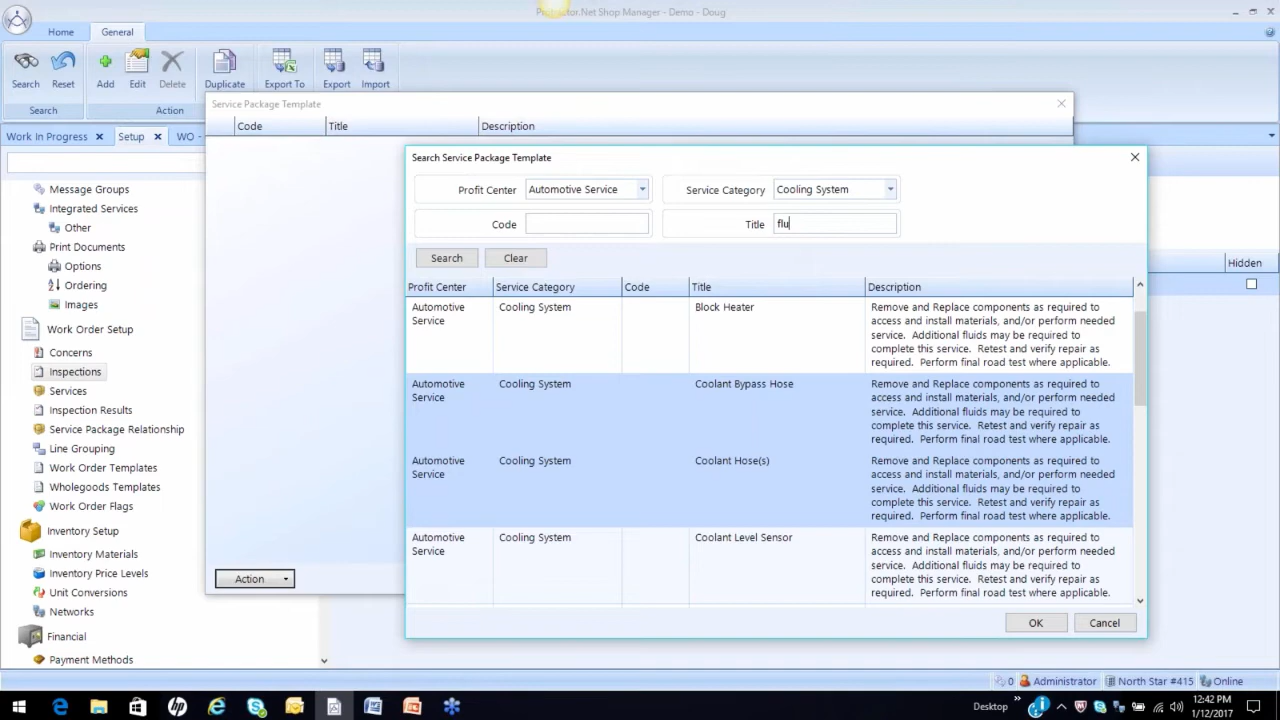 Protractor.Net Shop Manager - Demo - Doug
Home
General
Search
Reset
Add
Edit
Delete
Duplicate
Export To
Export
Import
Search
Action
Work In Progress
Setup
WO -
Message Groups
Integrated Services
Other
Print Documents
Options
Ordering
Images
Work Order Setup
Concerns
Inspections
Services
Inspection Results
Service Package Relationship
Line Grouping
Work Order Templates
Wholegoods Templates
Work Order Flags
Inventory Setup
Inventory Materials
Inventory Price Levels
Unit Conversions
Networks
Financial
Payment Methods
Service Package Template
Code
Title
Description
Action
Hidden
Search Service Package Template
Profit Center
Automotive Service
Service Category
Cooling System
Code
Title
flu
Search
Clear
Profit Center
Service Category
Code
Title
Description
Automotive
Service
Cooling System
Block Heater
Remove and Replace components as required to
access and install materials, and/or perform needed
service. Additional fluids may be required to
complete this service. Retest and verify repair as
required. Perform final road test where applicable.
Automotive
Service
Cooling System
Coolant Bypass Hose
Remove and Replace components as required to
access and install materials, and/or perform needed
service. Additional fluids may be required to
complete this service. Retest and verify repair as
required. Perform final road test where applicable.
Automotive
Service
Cooling System
Coolant Hose(s)
Remove and Replace components as required to
access and install materials, and/or perform needed
service. Additional fluids may be required to
complete this service. Retest and verify repair as
required. Perform final road test where applicable.
Automotive
Service
Cooling System
Coolant Level Sensor
Remove and Replace components as required to
access and install materials, and/or perform needed
service. Additional fluids may be required to
complete this service. Retest and verify repair as
required. Perform final road test where applicable.
OK
Cancel
0
Administrator
North Star #415
Online
Desktop
12:42 PM
1/12/2017